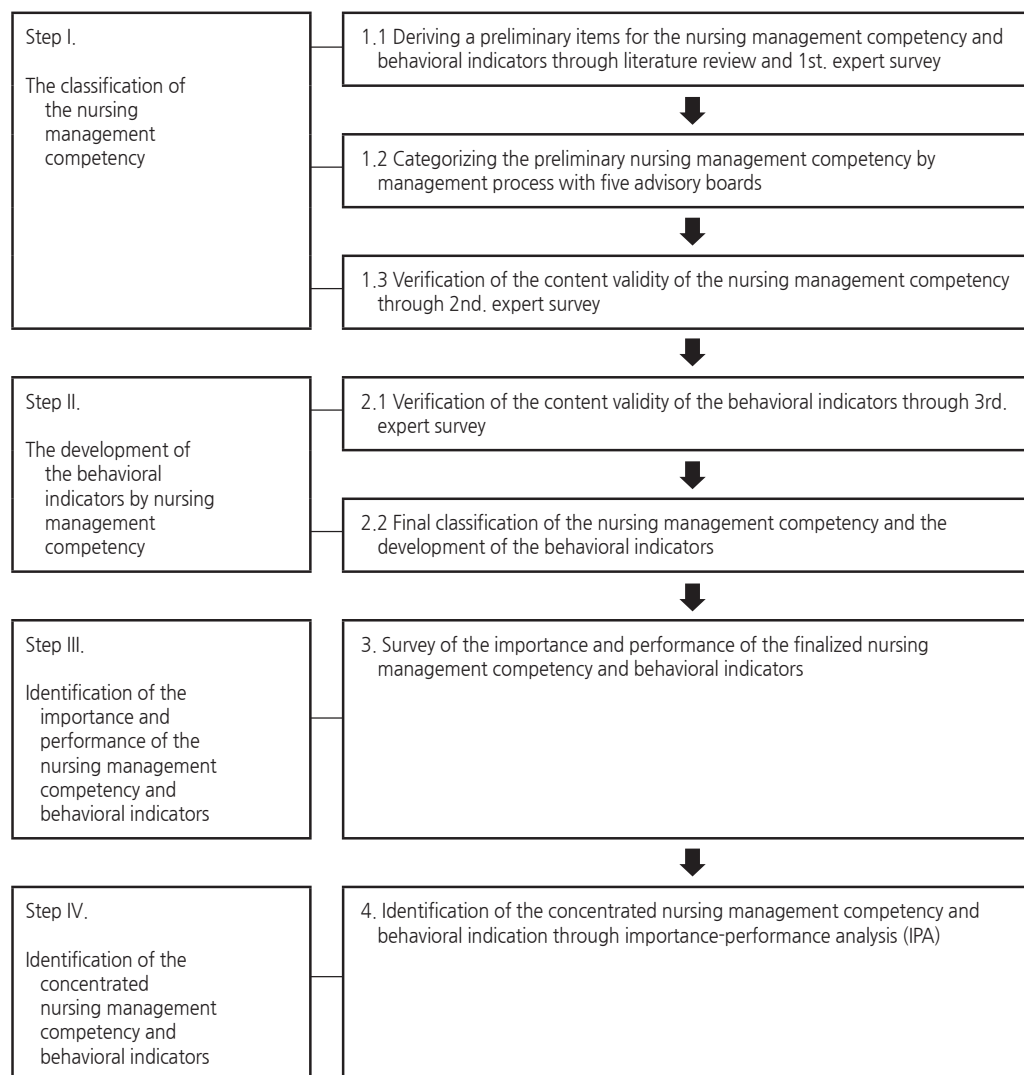 Step I.
The classification of
the nursing
management
competency
1.1 Deriving a preliminary items for the nursing management competency and
behavioral indicators through literature review and 1st. expert survey
1.2 Categorizing the preliminary nursing management competency by
management process with five advisory boards
1.3 Verification of the content validity of the nursing management competency
through 2nd. expert survey
Step II.
The development of
the behavioral
indicators by nursing
management
competency
2.1 Verification of the content validity of the behavioral indicators through 3rd.
expert survey
2.2 Final classification of the nursing management competency and the
development of the behavioral indicators
Step III.
Identification of the
importance and
performance of the
nursing management
competency and
behavioral indicators
3. Survey of the importance and performance of the finalized nursing
management competency and behavioral indicators
Step IV.
Identification of the
concentrated
nursing management
competency and
behavioral indicators
4. Identification of the concentrated nursing management competency and
behavioral indication through importance-performance analysis (IPA)